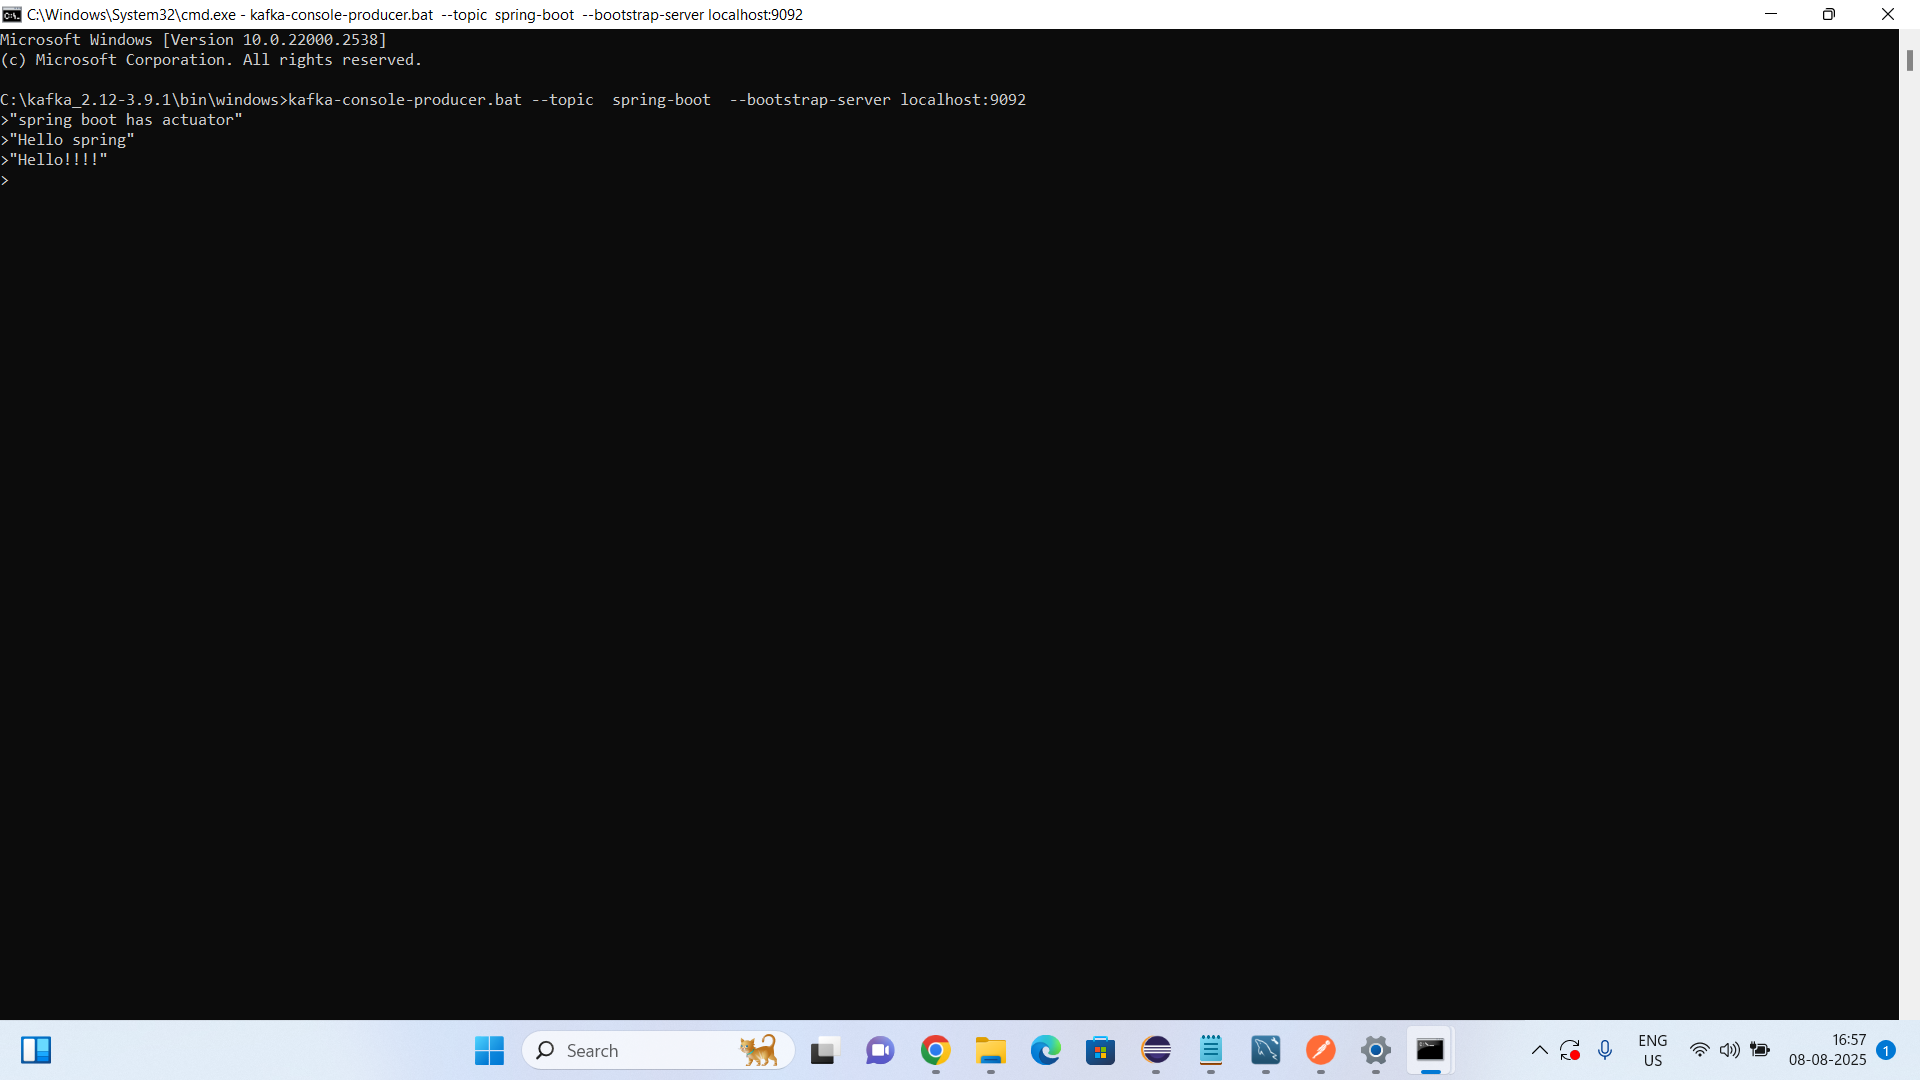 C:\Windows\System32\cmd.exe - kafka-console-producer.bat  --topic  spring-boot  --bootstrap-server localhost:9092
Microsoft Windows [Version 10.0.22000.2538]
(c) Microsoft Corporation. All rights reserved.
C:\kafka_2.12-3.9.1\bin\windows>kafka-console-producer.bat --topic  spring-boot  --bootstrap-server localhost:9092
>"spring boot has actuator"
>"Hello spring"
>"Hello!!!!"
>
Search
ENG
US
16:57
08-08-2025
1